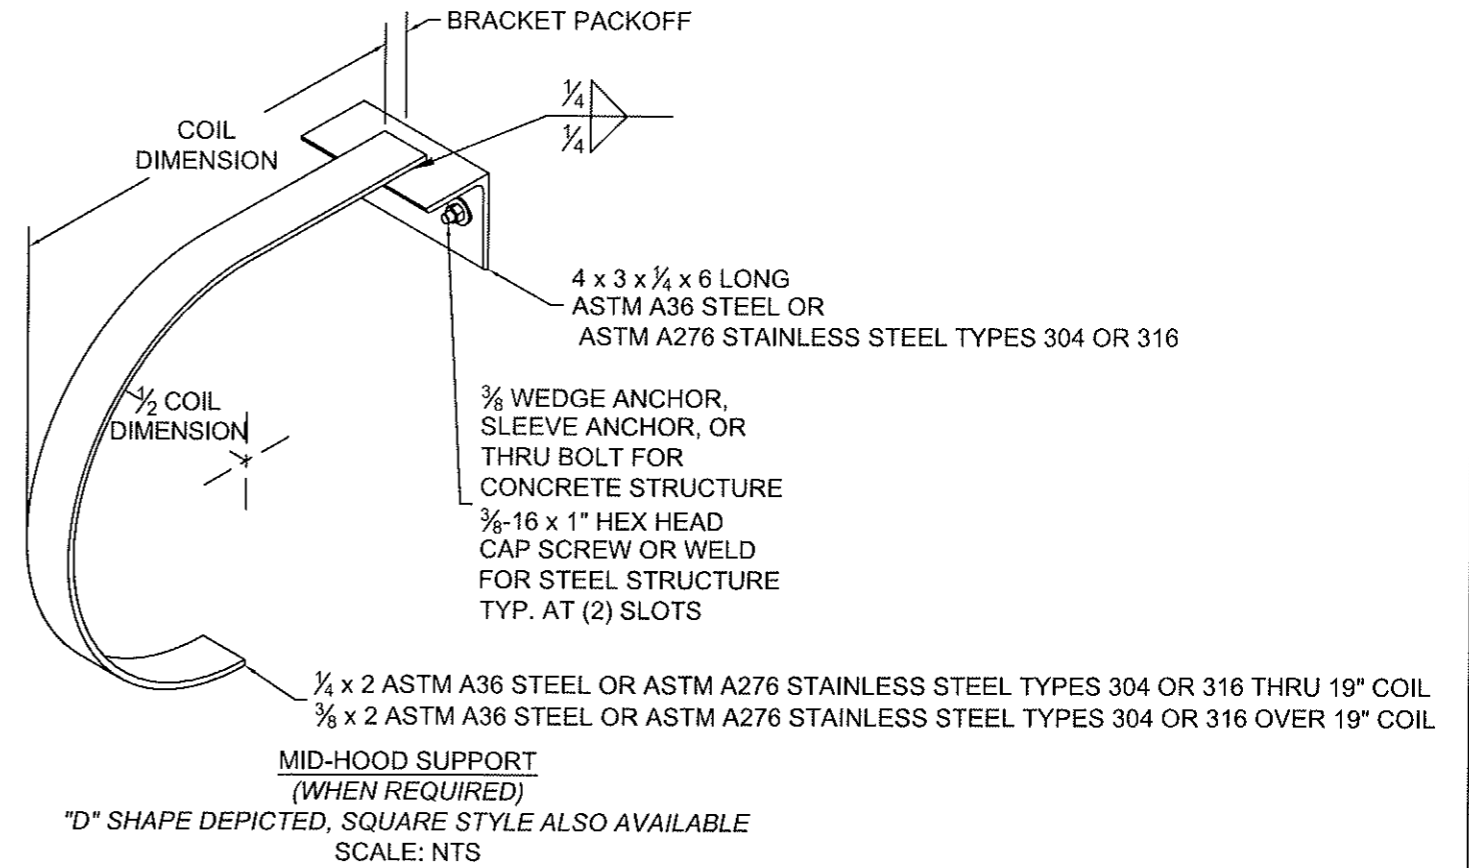 BRACKET PACKOFF
1/4
1/4
COIL
DIMENSION
4 x 3 x 1/4 x 6 LONG
ASTM A36 STEEL OR
ASTM A276 STAINLESS STEEL TYPES 304 OR 316
1/2 COIL
DIMENSION
3/8 WEDGE ANCHOR,
SLEEVE ANCHOR, OR
THRU BOLT FOR
CONCRETE STRUCTURE
3/8-16 x 1" HEX HEAD
CAP SCREW OR WELD
FOR STEEL STRUCTURE
TYP. AT (2) SLOTS
1/4 x 2 ASTM A36 STEEL OR ASTM A276 STAINLESS STEEL TYPES 304 OR 316 THRU 19" COIL
3/8 x 2 ASTM A36 STEEL OR ASTM A276 STAINLESS STEEL TYPES 304 OR 316 OVER 19" COIL
MID-HOOD SUPPORT
(WHEN REQUIRED)
"D" SHAPE DEPICTED, SQUARE STYLE ALSO AVAILABLE
SCALE: NTS